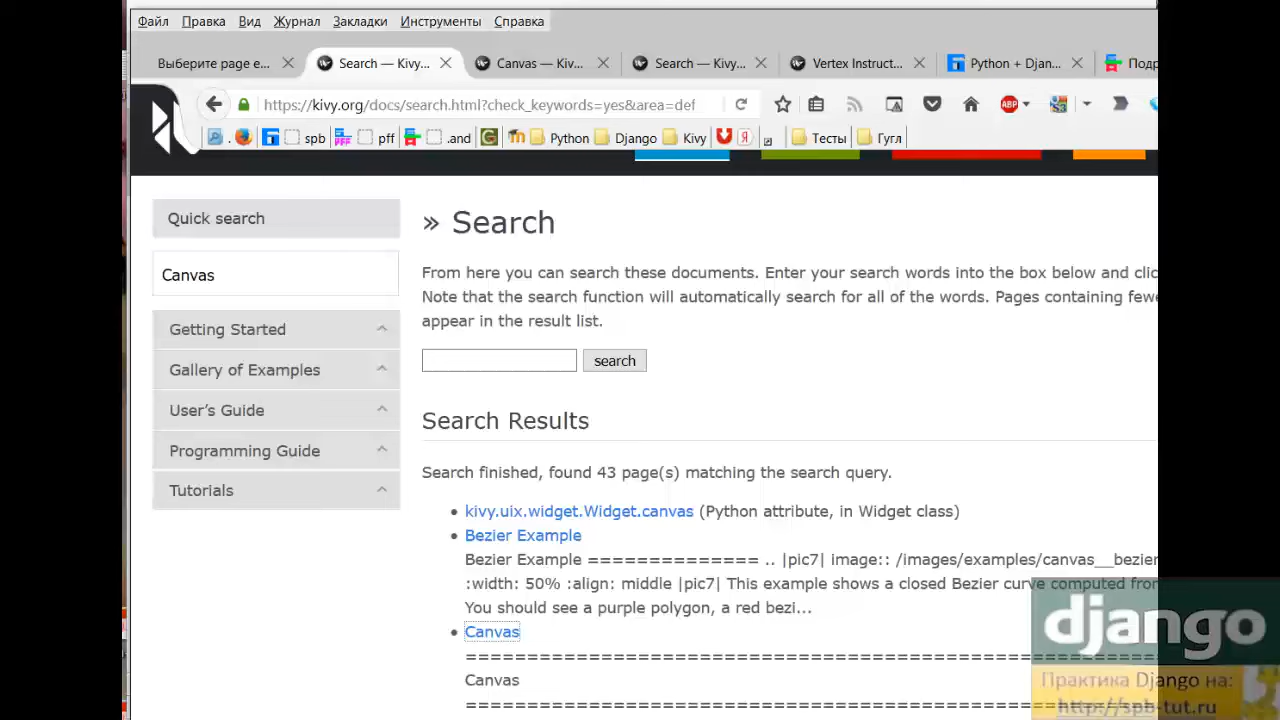 Файл Правка Вид Журнал Закладки Инструменты Справка
Выберите page e... Search — Kivy... Canvas — Kiv... Search — Kivy... Vertex Instruct... Python + Djan... Подр
https://kivy.org/docs/search.html?check_keywords=yes&area=def ABP
. spb pff .and Python Django Kivy Я Тесты Гугл
Quick search
Canvas
Getting Started
Gallery of Examples
User’s Guide
Programming Guide
Tutorials
» Search
From here you can search these documents. Enter your search words into the box below and clic
Note that the search function will automatically search for all of the words. Pages containing fewe
appear in the result list.
search
Search Results
Search finished, found 43 page(s) matching the search query.
• kivy.uix.widget.Widget.canvas (Python attribute, in Widget class)
• Bezier Example
Bezier Example ============== .. |pic7| image:: /images/examples/canvas__bezier
:width: 50% :align: middle |pic7| This example shows a closed Bezier curve computed from
You should see a purple polygon, a red bezi...
• Canvas
Canvas
django
Практика Django на:
http://spb-tut.ru